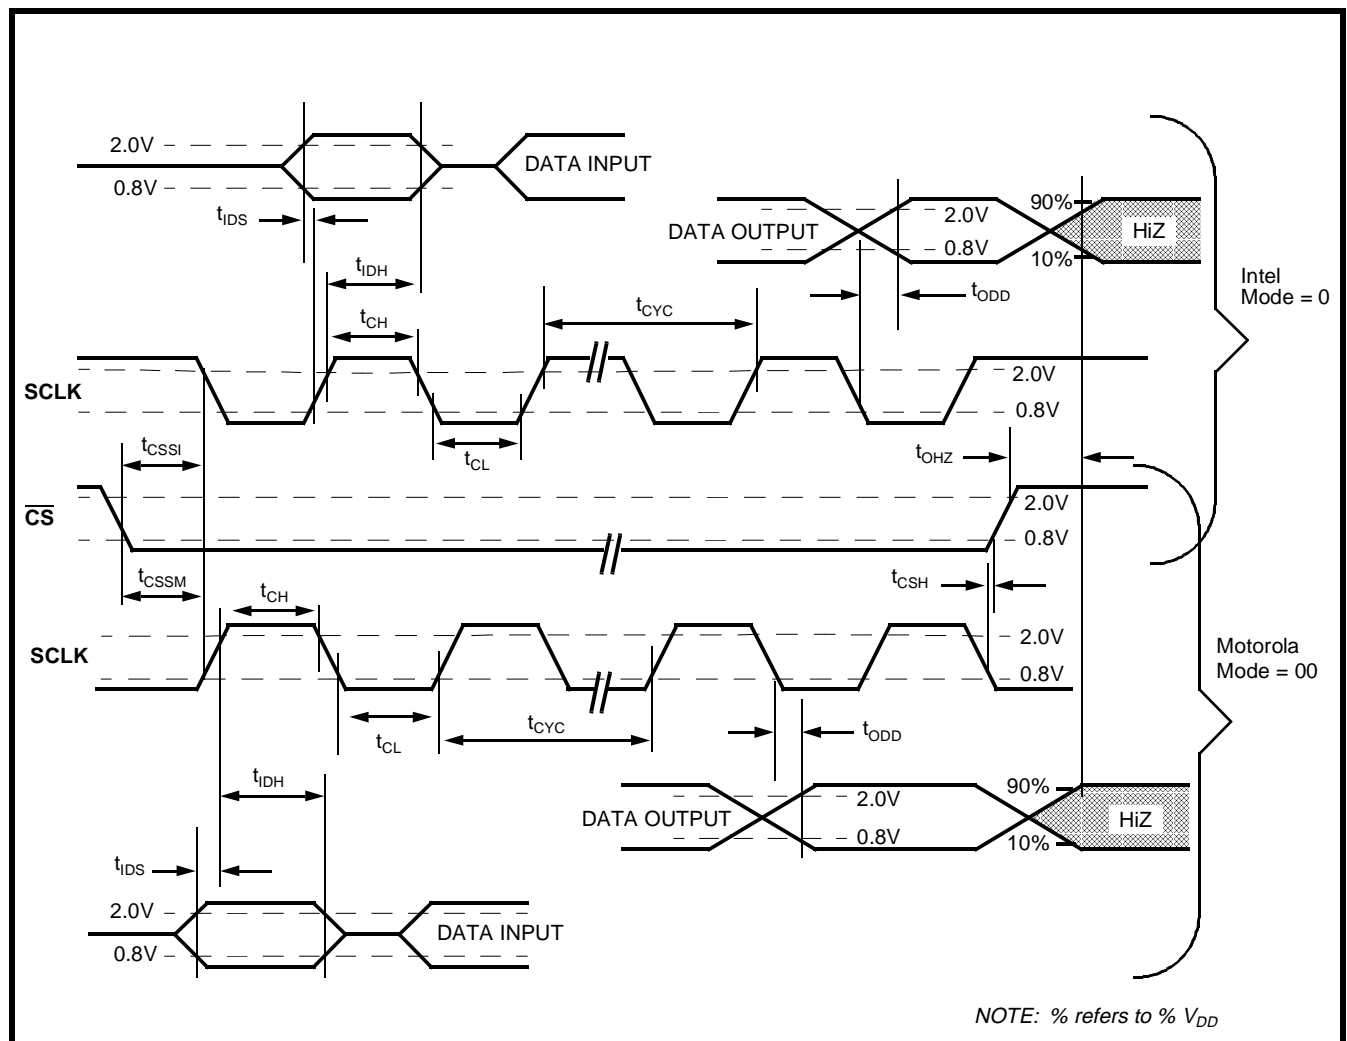 2.0V
DATA INPUT
0.8V
tIDS
90%
2.0V
DATA OUTPUT
HiZ
0.8V
10%
tIDH
tODD
Intel
Mode = 0
tCH
tCYC
2.0V
SCLK
0.8V
tCSSI
tCL
tOHZ
2.0V
CS
0.8V
tCSSM
tCH
tCSH
2.0V
SCLK
0.8V
Motorola
Mode = 00
tCL
tCYC
tODD
tIDH
90%
2.0V
DATA OUTPUT
HiZ
0.8V
10%
tIDS
2.0V
DATA INPUT
0.8V
NOTE: % refers to % VDD